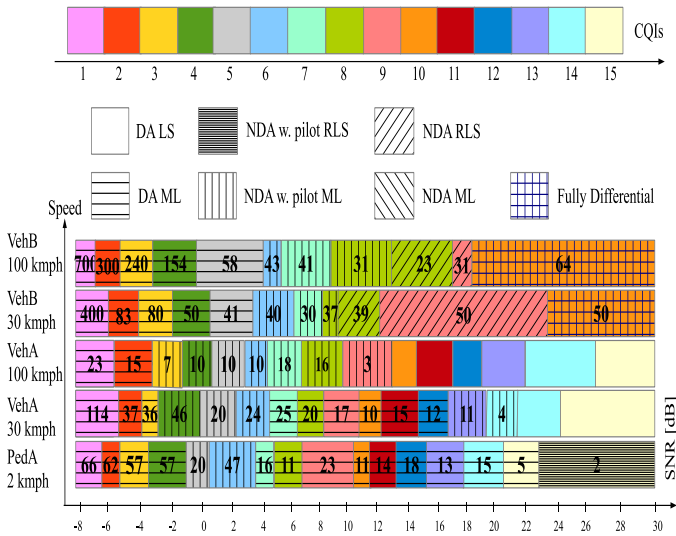 CQIs
1 2 3 4 5 6 7 8 9 10 11 12 13 14 15
DA LS
NDA w. pilot RLS
NDA RLS
DA ML
NDA w. pilot ML
NDA ML
Fully Differential
Speed
VehB
100 kmph
700 300 240 154 58 43 41 31 23 31 64
VehB
30 kmph
400 83 80 50 41 40 30 37 39 50 50
VehA
100 kmph
23 15 7 10 10 10 18 16 3
VehA
30 kmph
114 37 36 46 20 24 25 20 17 10 15 12 11 4
PedA
2 kmph
66 62 57 57 20 47 16 11 23 11 14 18 13 15 5 2
SNR [dB]
-8 -6 -4 -2 0 2 4 6 8 10 12 14 16 18 20 22 24 26 28 30